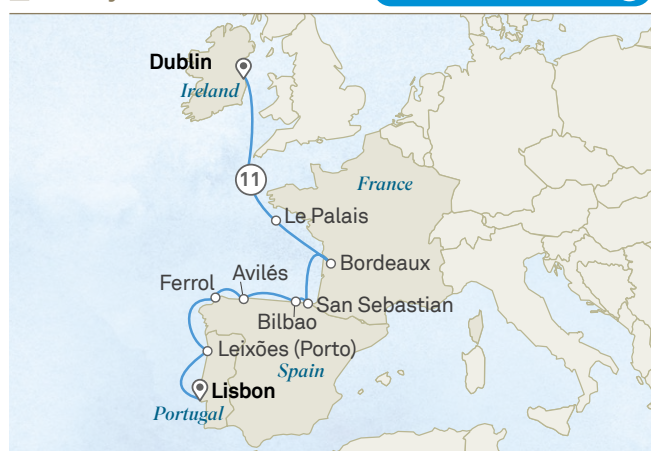 Dublin
Ireland
11
France
Le Palais
Bordeaux
Ferrol
Avilés
San Sebastian
Bilbao
Leixões (Porto)
Spain
Lisbon
Portugal